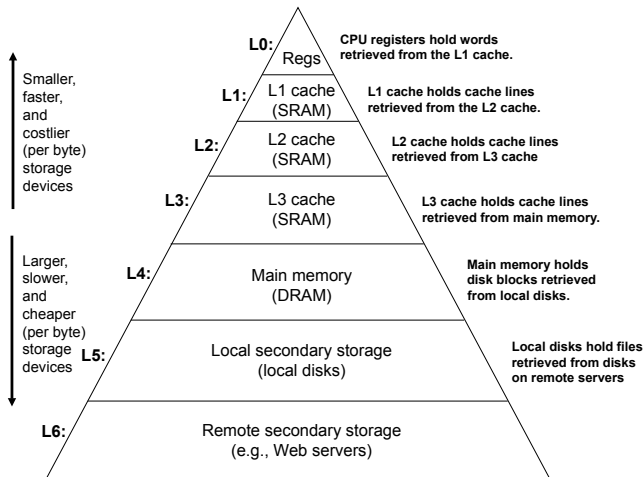 L0:
Regs
CPU registers hold words
retrieved from the L1 cache.
Smaller,
faster,
and
costlier
(per byte)
storage
devices
L1:
L1 cache
(SRAM)
L1 cache holds cache lines
retrieved from the L2 cache.
L2:
L2 cache
(SRAM)
L2 cache holds cache lines
retrieved from L3 cache
L3:
L3 cache
(SRAM)
L3 cache holds cache lines
retrieved from main memory.
Larger,
slower,
and
cheaper
(per byte)
storage
devices
L4:
Main memory
(DRAM)
Main memory holds
disk blocks retrieved
from local disks.
L5:
Local secondary storage
(local disks)
Local disks hold files
retrieved from disks
on remote servers
L6:
Remote secondary storage
(e.g., Web servers)